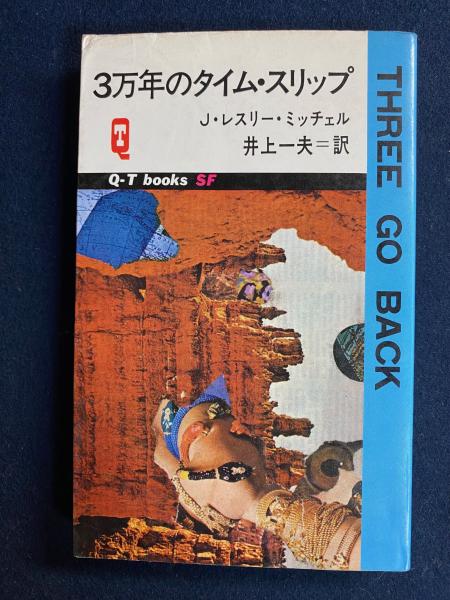 3万年のタイム・スリップ
J・レスリー・ミッチェル
井上一夫＝訳
QT
Q-T books SF
THREE GO BACK